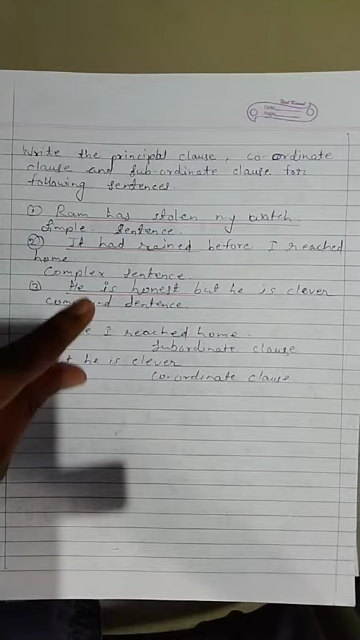 Write the principal clause, co-ordinate
clause and sub-ordinate clause for
following sentences
① Ram has stolen my watch.
Simple sentence.
② It had rained before I reached
home
Complex sentence
③ He is honest but he is clever
compound sentence
I reached home.
Subordinate clause
he is clever
co-ordinate clause